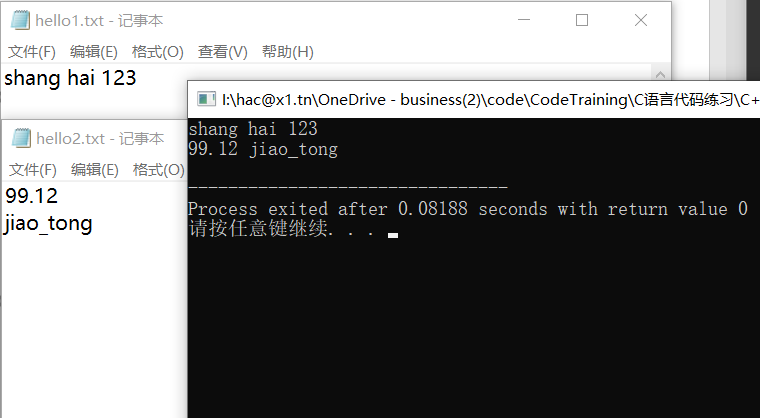 hello1.txt - 记事本
文件(F) 编辑(E) 格式(O) 查看(V) 帮助(H)
shang hai 123
I:\hac@x1.tn\OneDrive - business(2)\code\CodeTraining\C语言代码练习\C+
hello2.txt - 记事本
文件(F) 编辑(E) 格式(O)
99.12
jiao_tong
shang hai 123
99.12 jiao_tong
--------------------------------
Process exited after 0.08188 seconds with return value 0
请按任意键继续. . .